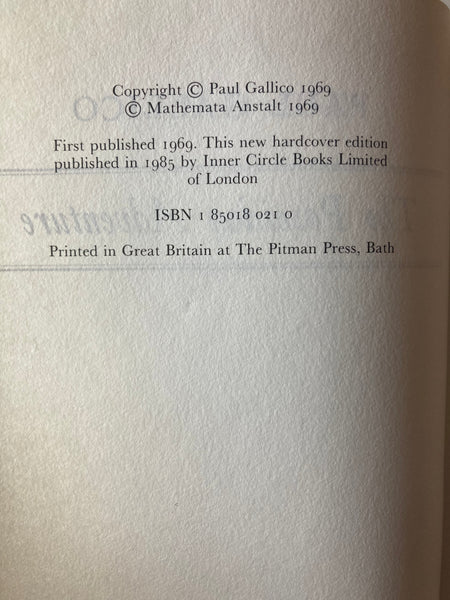 Copyright © Paul Gallico 1969
© Mathemata Anstalt 1969
First published 1969. This new hardcover edition
published in 1985 by Inner Circle Books Limited
of London
ISBN 1 85018 021 0
Printed in Great Britain at The Pitman Press, Bath